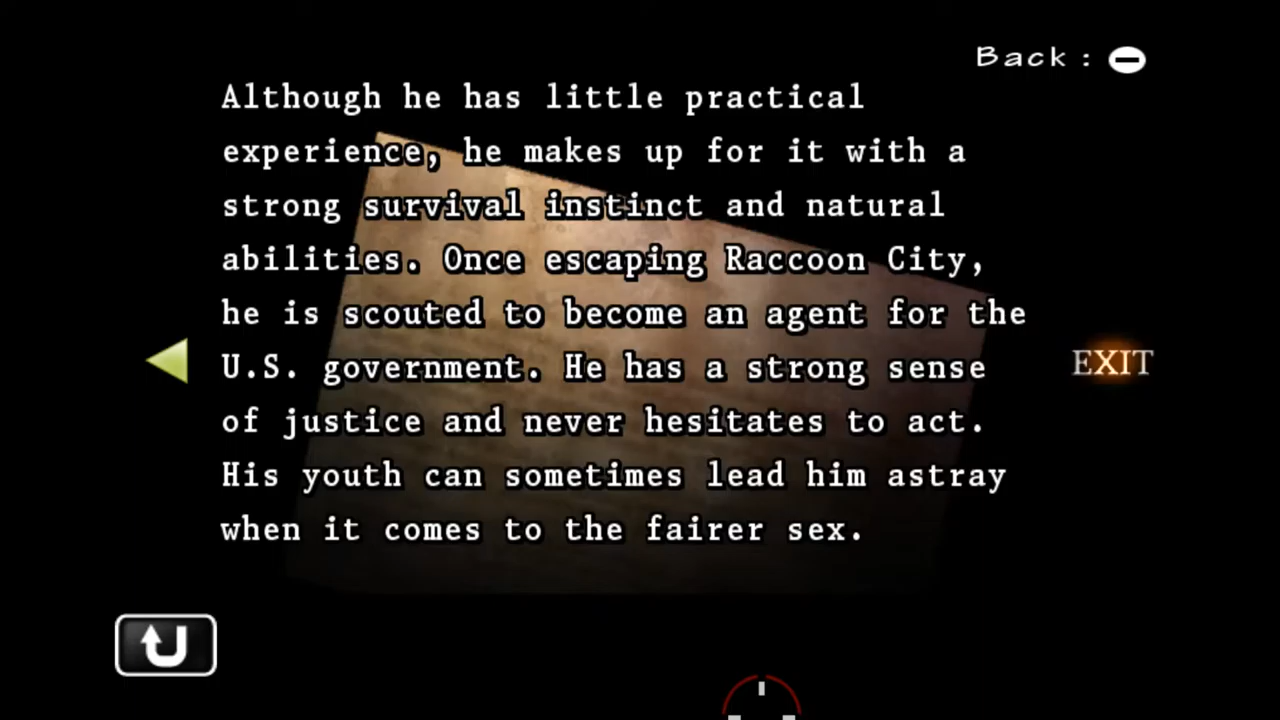 Back :
Although he has little practical
experience, he makes up for it with a
strong survival instinct and natural
abilities. Once escaping Raccoon City,
he is scouted to become an agent for the
U.S. government. He has a strong sense
of justice and never hesitates to act.
His youth can sometimes lead him astray
when it comes to the fairer sex.
EXIT